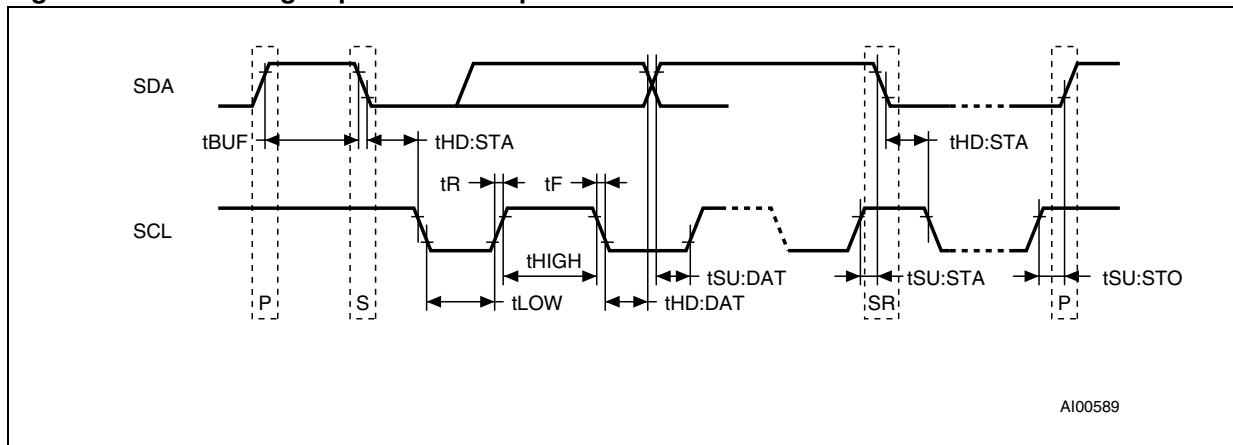 SDA
tBUF
tHD:STA
tHD:STA
tR
tF
SCL
tHIGH
tSU:DAT
tSU:STA
tSU:STO
P
S
tLOW
tHD:DAT
SR
P
AI00589